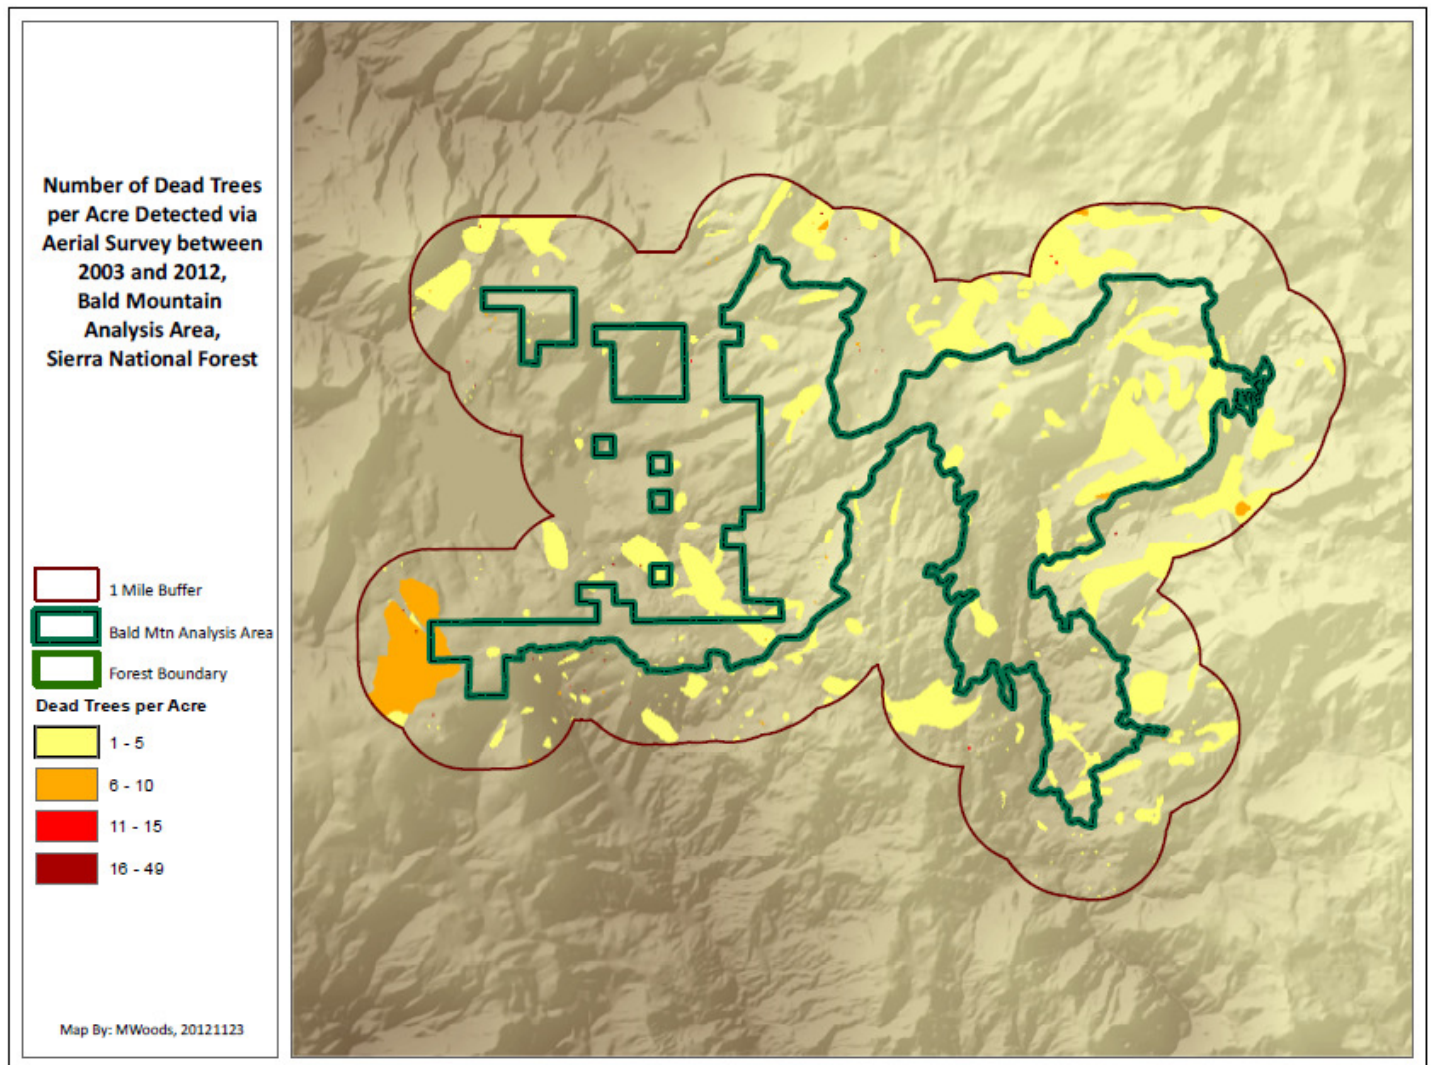 Number of Dead Trees
per Acre Detected via
Aerial Survey between
2003 and 2012,
Bald Mountain
Analysis Area,
Sierra National Forest
1 Mile Buffer
Bald Mtn Analysis Area
Forest Boundary
Dead Trees per Acre
1 - 5
6 - 10
11 - 15
16 - 49
Map By: MWoods, 20121123